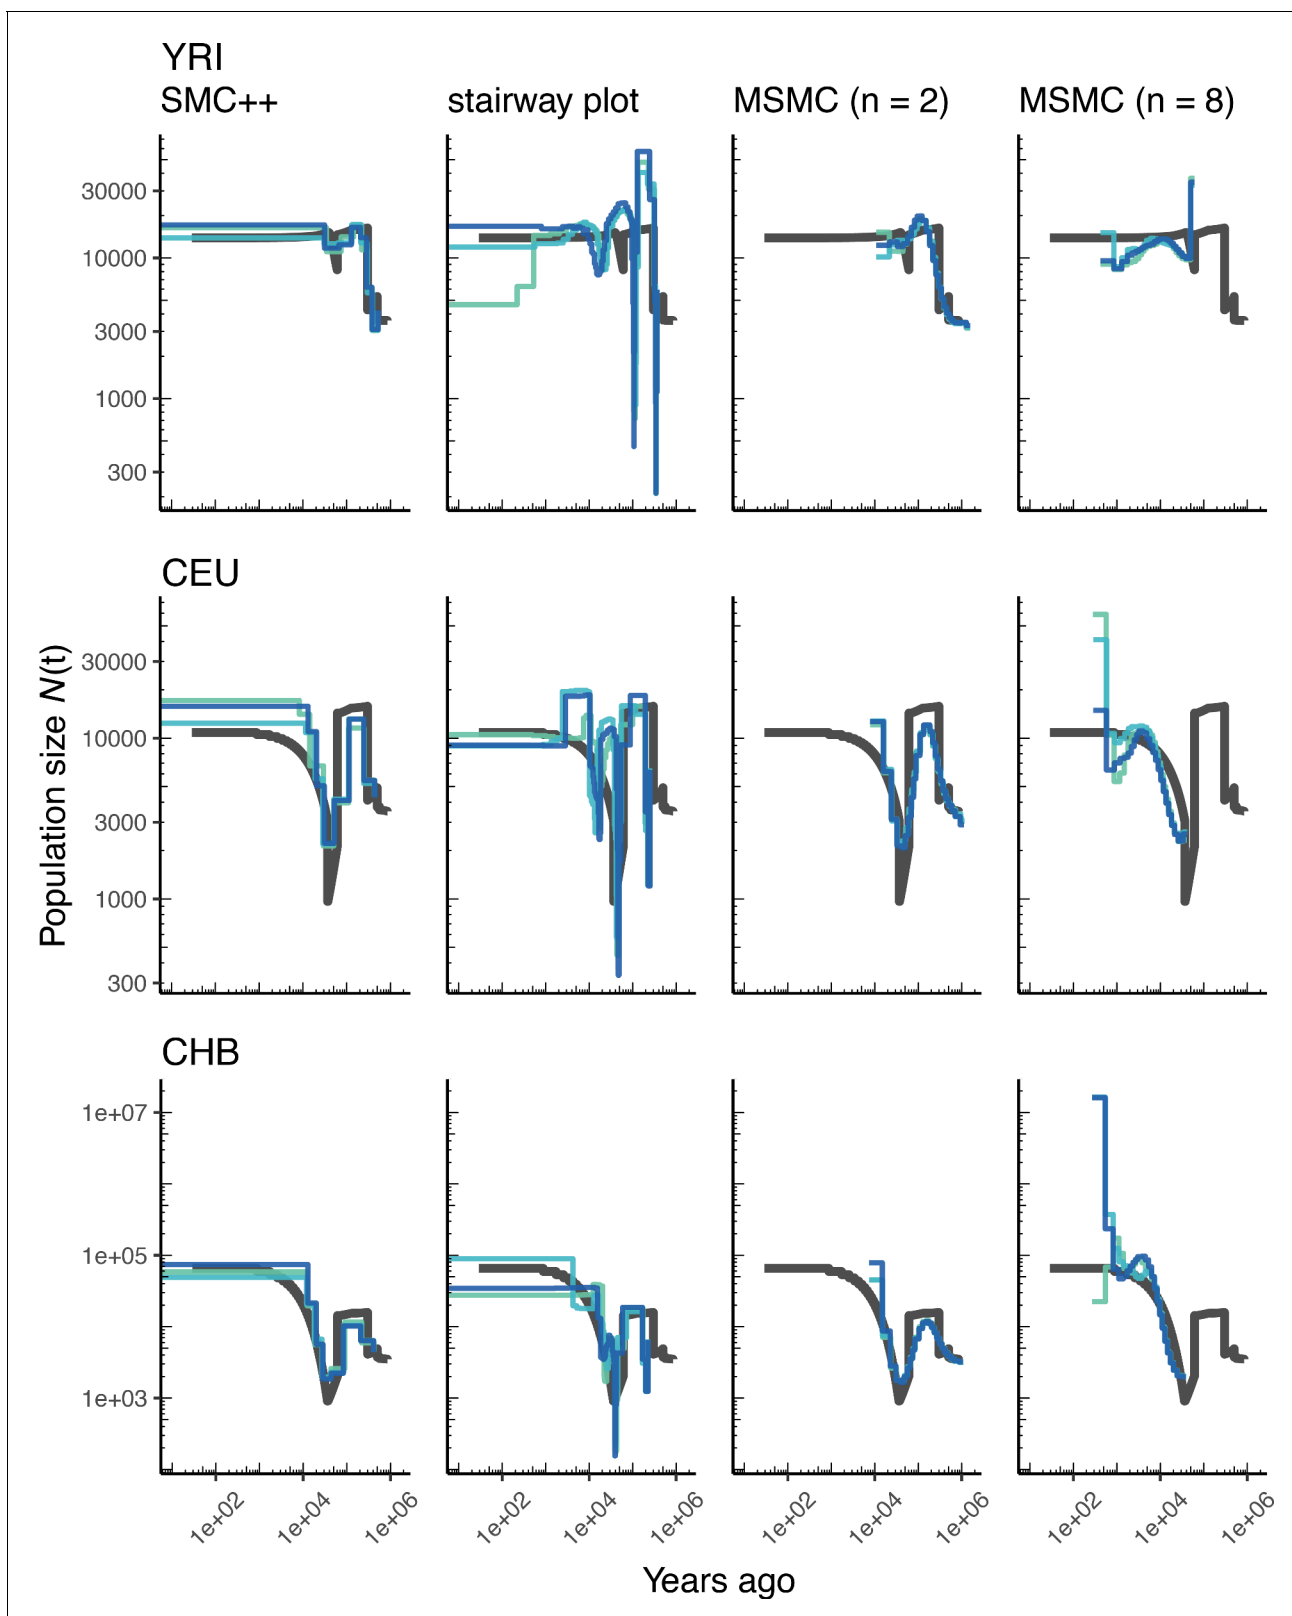 YRI
SMC++ stairway plot MSMC (n = 2) MSMC (n = 8)
30000
10000
3000
1000
300
CEU
30000
10000
3000
1000
300
Population size N(t)
CHB
1e+07
1e+05
1e+03
1e+02 1e+04 1e+06 1e+02 1e+04 1e+06 1e+02 1e+04 1e+06 1e+02 1e+04 1e+06
Years ago